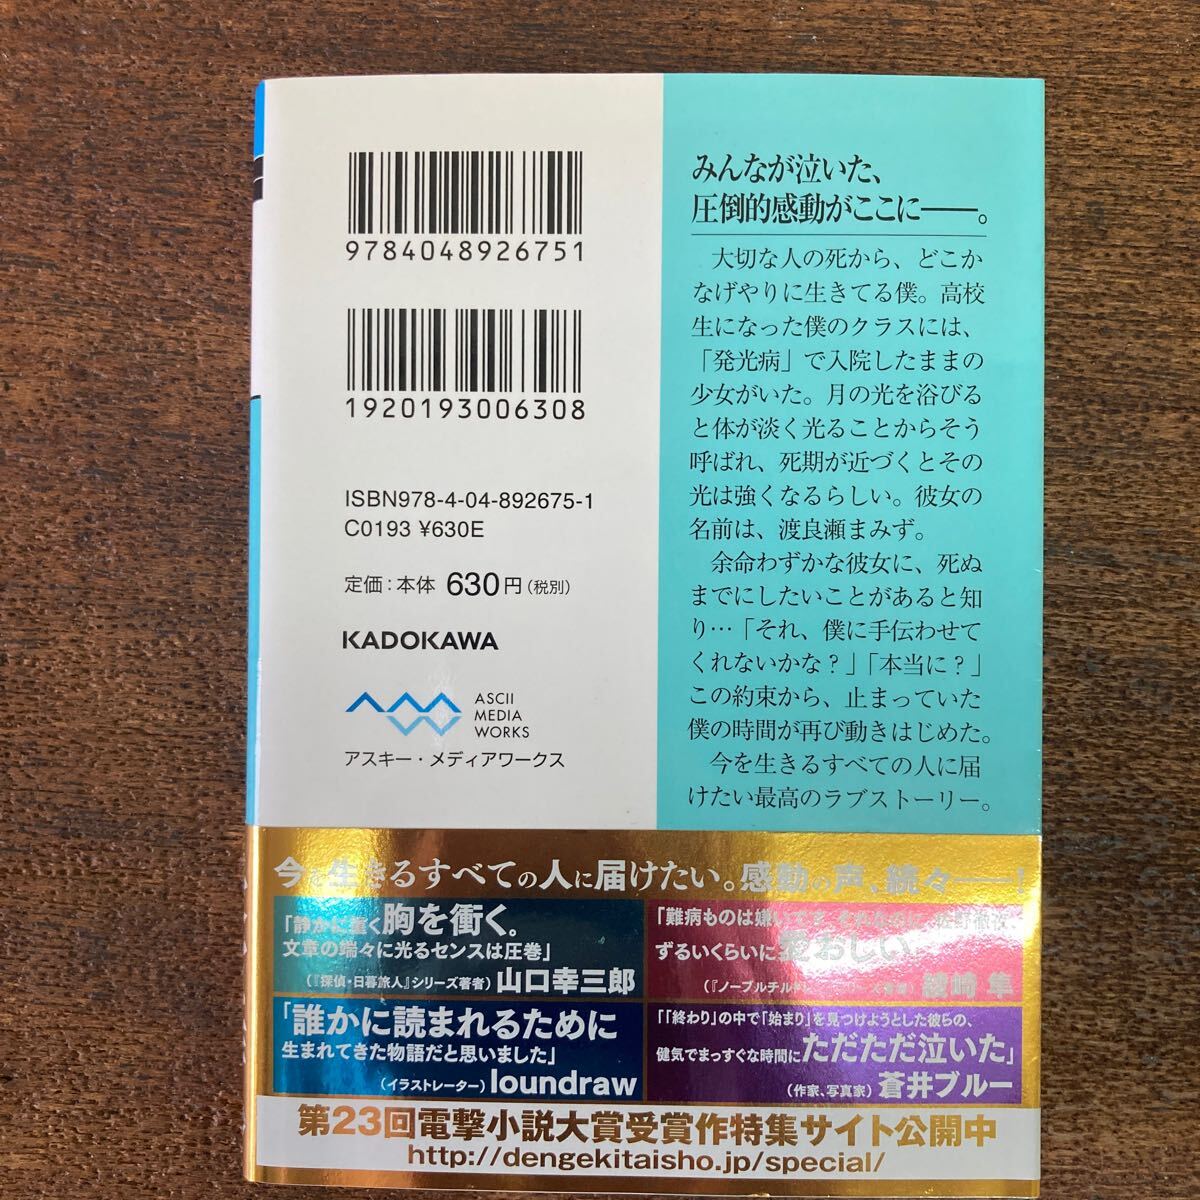 9784048926751
1920193006308
ISBN978-4-04-892675-1
C0193 ¥630E
定価：本体 630円（税別）
KADOKAWA
ASCII
MEDIA
WORKS
アスキー・メディアワークス
みんなが泣いた、
圧倒的感動がここに――。
大切な人の死から、どこか
なげやりに生きてる僕。高校
生になった僕のクラスには、
「発光病」で入院したままの
少女がいた。月の光を浴びる
と体が淡く光ることからそう
呼ばれ、死期が近づくとその
光は強くなるらしい。彼女の
名前は、渡良瀬まみず。
余命わずかな彼女に、死ぬ
までにしたいことがあると知
り…「それ、僕に手伝わせて
くれないかな？」「本当に？」
この約束から、止まっていた
僕の時間が再び動きはじめた。
今を生きるすべての人に届
けたい最高のラブストーリー。
今を生きるすべての人に届けたい。感動の声、続々――！
「静かに重く胸を衝く。
文章の端々に光るセンスは圧巻」
（『探偵・日暮旅人』シリーズ著者）山口幸三郎
「難病ものは嫌いです。それなのに、
ずるいくらいに愛おしい
綾崎 隼
「誰かに読まれるために
生まれてきた物語だと思いました」
（イラストレーター）loundraw
「「終わり」の中で「始まり」を見つけようとした彼らの、
健気でまっすぐな時間にただただ泣いた」
（作家、写真家）蒼井ブルー
第23回電撃小説大賞受賞作特集サイト公開中
http://dengekitaisho.jp/special/